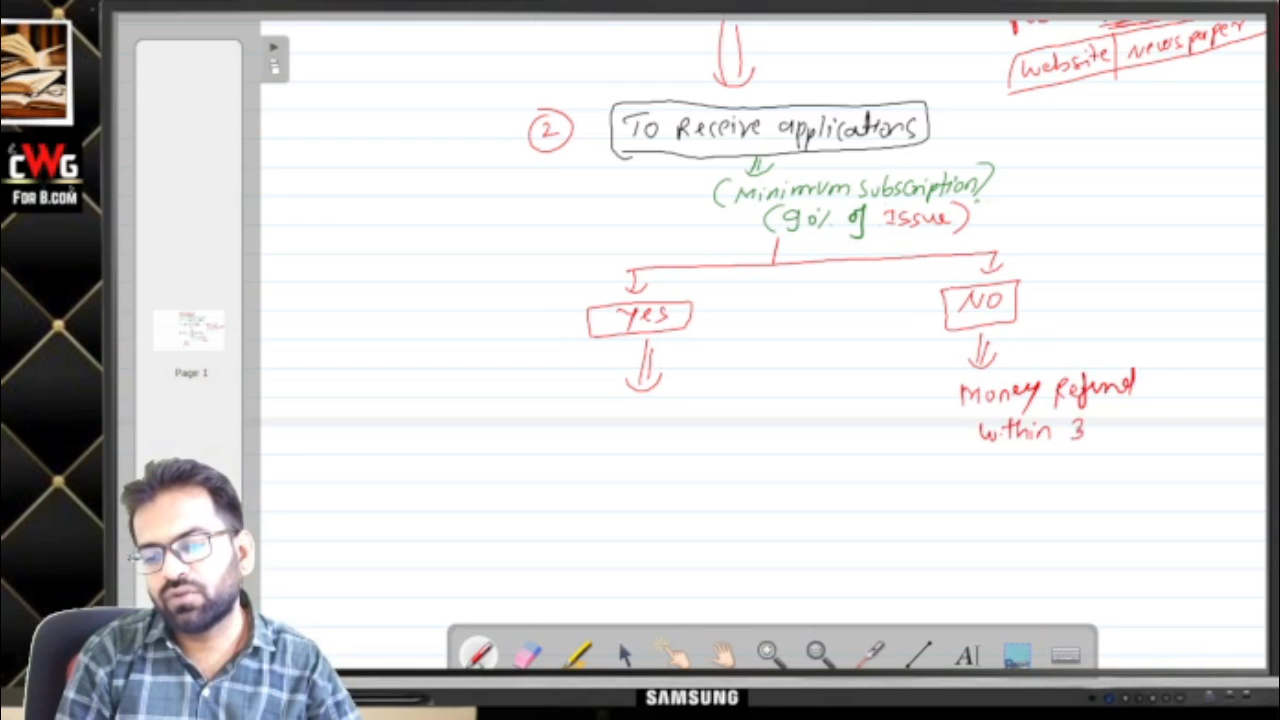 Website | Newspaper
2 To Receive applications
(Minimum subscription)
(90% of Issue)
Yes
NO
Money Refund
within 3
Page 1
CWG
FOR B.COM
A|
SAMSUNG